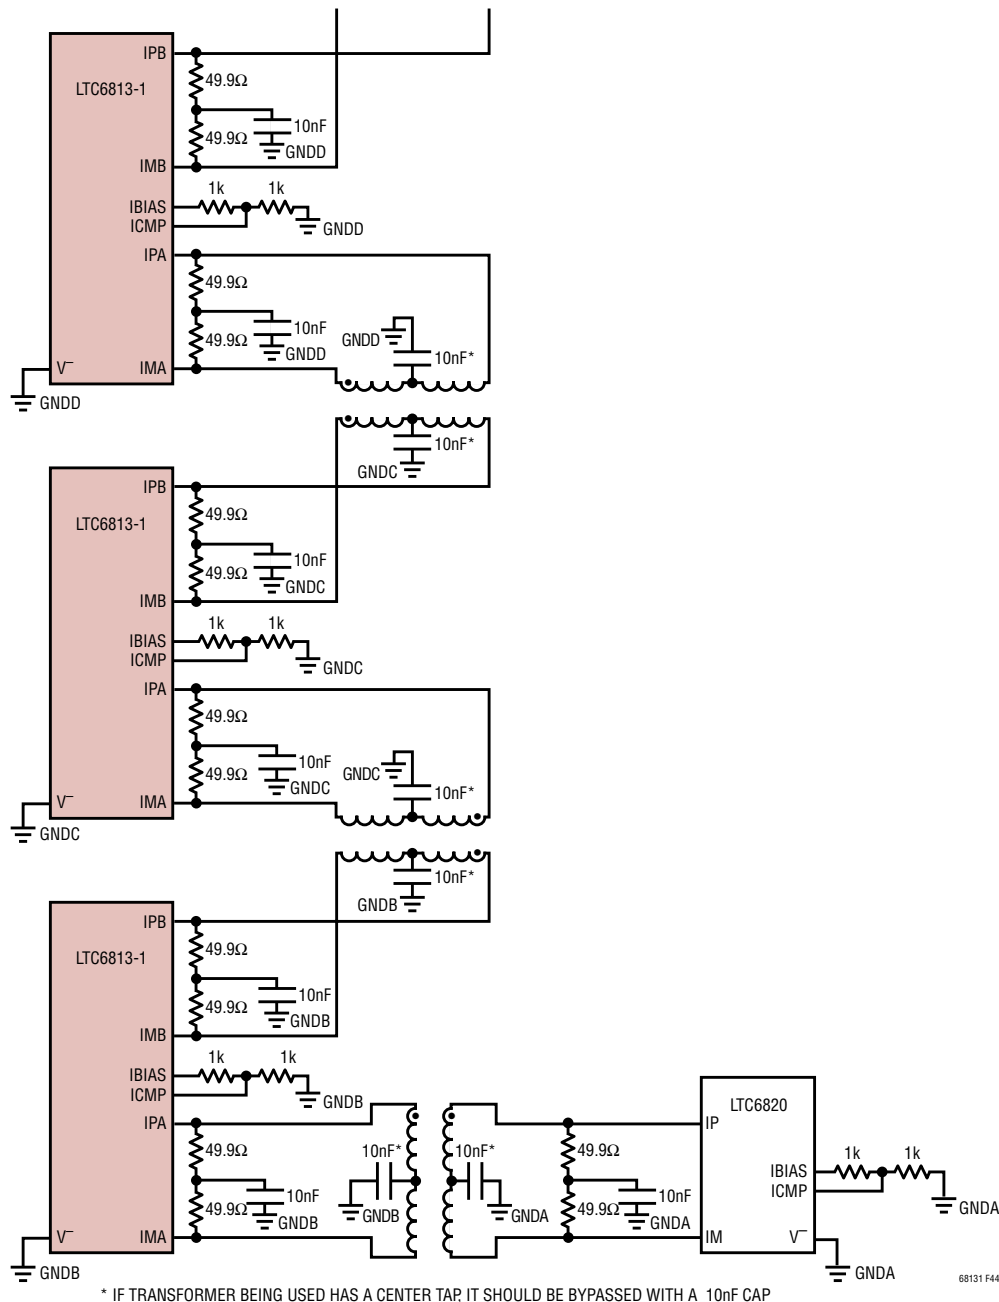 IPB
LTC6813-1
49.9Ω
10nF
49.9Ω
GNDD
IMB
1k
1k
IBIAS
GNDD
ICMP
IPA
49.9Ω
10nF
GNDD
49.9Ω
GNDD
10nF*
V–
IMA
GNDD
10nF*
GNDC
IPB
LTC6813-1
49.9Ω
10nF
49.9Ω
GNDC
IMB
1k
1k
IBIAS
ICMP
GNDC
IPA
49.9Ω
10nF
GNDC
49.9Ω
GNDC
10nF*
V–
IMA
GNDC
10nF*
GNDB
IPB
LTC6813-1
49.9Ω
10nF
49.9Ω
GNDB
IMB
1k
1k
IBIAS
ICMP
GNDB
IPA
49.9Ω
10nF
49.9Ω
GNDB
10nF*
GNDB
10nF*
GNDA
49.9Ω
10nF
49.9Ω
GNDA
LTC6820
IP
1k
1k
IBIAS
ICMP
GNDA
IM
V–
GNDA
V–
IMA
GNDB
68131 F44
* IF TRANSFORMER BEING USED HAS A CENTER TAP, IT SHOULD BE BYPASSED WITH A 10nF CAP